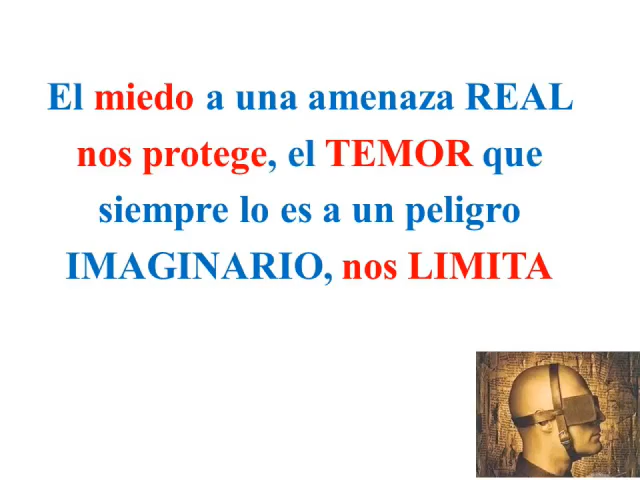 El miedo a una amenaza REAL
nos protege, el TEMOR que
siempre lo es a un peligro
IMAGINARIO, nos LIMITA